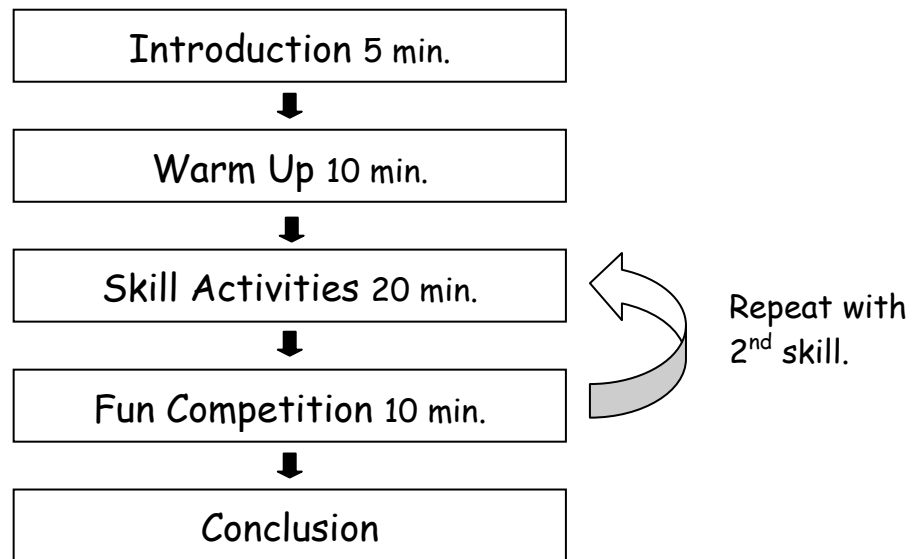 Introduction 5 min.
Warm Up 10 min.
Skill Activities 20 min.
Repeat with
2nd skill.
Fun Competition 10 min.
Conclusion